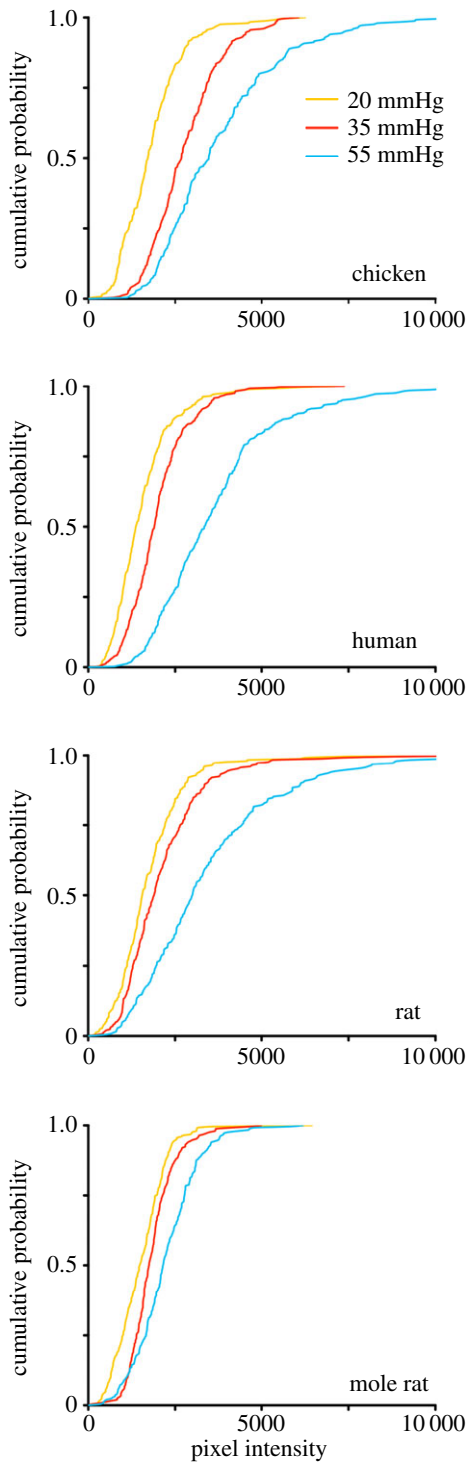 1.0
cumulative probability
0.5
20 mmHg
35 mmHg
55 mmHg
chicken
0
0 5000 10 000
1.0
cumulative probability
0.5
human
0
0 5000 10 000
1.0
cumulative probability
0.5
rat
0
0 5000 10 000
1.0
cumulative probability
0.5
mole rat
0
0 5000 10 000
pixel intensity